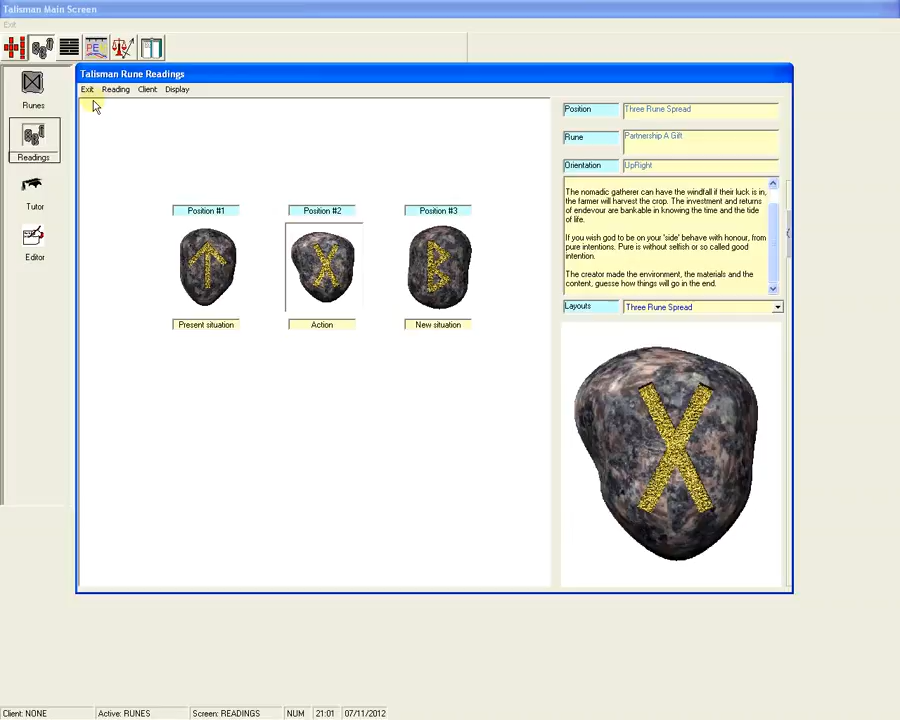 Talisman Main Screen
Exit
PES
Talisman Rune Readings
Exit Reading Client Display
Runes
Readings
Tutor
Editor
Position #1 Position #2 Position #3
Present situation Action New situation
Position Three Rune Spread
Rune Partnership A Gift
Orientation UpRight
The nomadic gatherer can have the windfall if their luck is in,
the farmer will harvest the crop. The investment and returns
of endevour are bankable in knowing the time and the tide
of life.
If you wish god to be on your 'side' behave with honour, from
pure intentions. Pure is without selfish or so called good
intention.
The creator made the environment, the materials and the
content, guess how things will go in the end.
Layouts Three Rune Spread
Client: NONE Active: RUNES Screen: READINGS NUM 21:01 07/11/2012